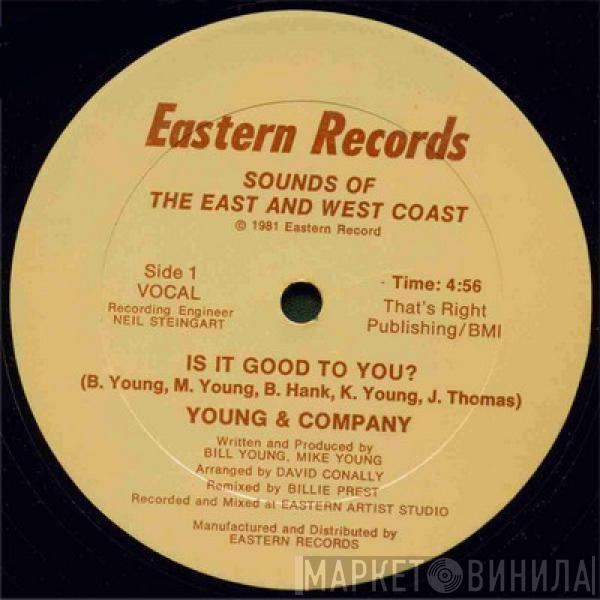 Eastern Records
SOUNDS OF
THE EAST AND WEST COAST
© 1981 Eastern Record
Side 1
VOCAL
Recording Engineer
NEIL STEINGART
Time: 4:56
That's Right
Publishing/BMI
IS IT GOOD TO YOU?
(B. Young, M. Young, B. Hank, K. Young, J. Thomas)
YOUNG & COMPANY
Written and Produced by
BILL YOUNG, MIKE YOUNG
Arranged by DAVID CONALLY
Remixed by BILLIE PREST
Recorded and Mixed at EASTERN ARTIST STUDIO
Manufactured and Distributed by
EASTERN RECORDS
МАРКЕТ ВИНИЛА